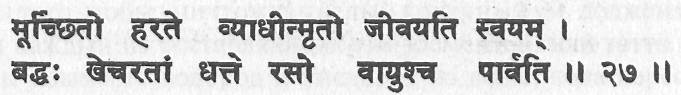 मुर्च्छितो हरते व्याधीन्मृतो जीवयति स्वयम् ।
बद्धः खेचरतां धत्ते रसो वायुश्च पार्वति ॥ २७ ॥